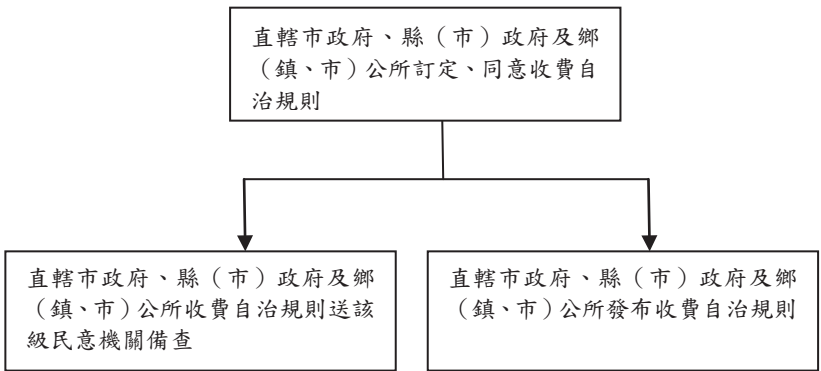 直轄市政府、縣（市）政府及鄉
（鎮、市）公所訂定、同意收費自
治規則
直轄市政府、縣（市）政府及鄉
（鎮、市）公所收費自治規則送該
級民意機關備查
直轄市政府、縣（市）政府及鄉
（鎮、市）公所發布收費自治規則